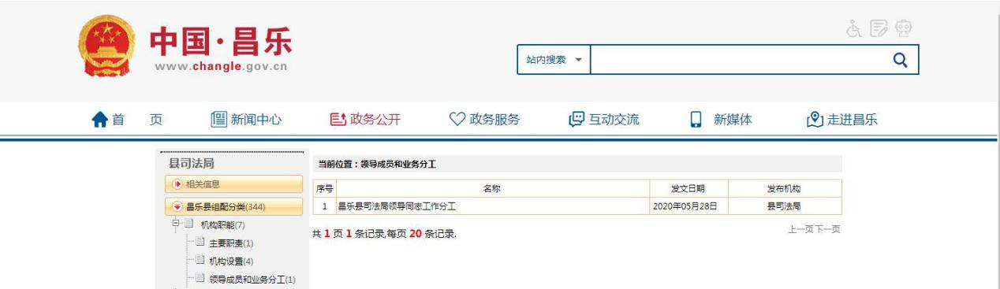 中国·昌乐
www.changle.gov.cn
站内搜索
首 页 新闻中心 政务公开 政务服务 互动交流 新媒体 走进昌乐
县司法局
相关信息
昌乐县组配分类(344)
机构职能(7)
主要职责(1)
机构设置(4)
领导成员和业务分工(1)
当前位置：领导成员和业务分工
序号 名称 发文日期 发布机构
1 昌乐县司法局领导同志工作分工 2020年05月28日 县司法局
共 1 页 1 条记录,每页 20 条记录.
上一页 下一页